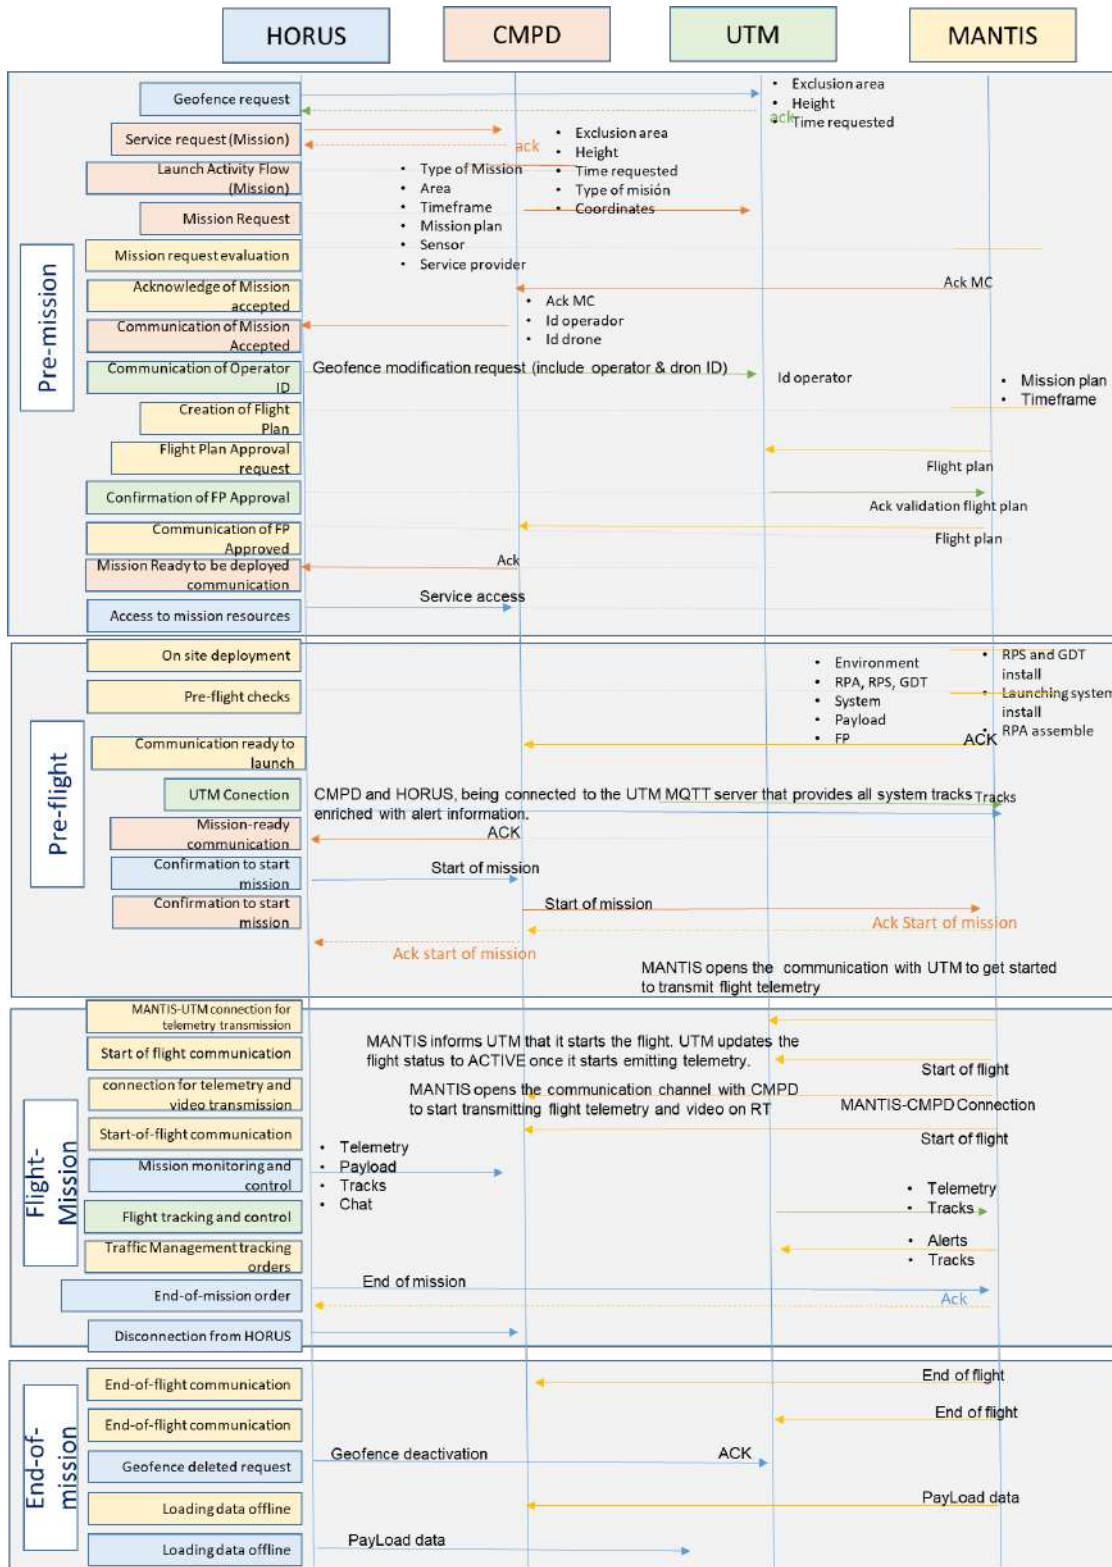 HORUS
CMPD
UTM
MANTIS
Pre-mission
Geofence request
ack
• Exclusion area
• Height
• Time requested
Service request (Mission)
ack
• Exclusion area
• Height
• Time requested
• Type of misión
• Coordinates
Launch Activity Flow
(Mission)
• Type of Mission
• Area
• Timeframe
• Mission plan
• Sensor
• Service provider
Mission Request
Mission request evaluation
Acknowledge of Mission
accepted
Ack MC
• Ack MC
• Id operador
• Id drone
Communication of Mission
Accepted
Communication of Operator
ID
Geofence modification request (include operator & dron ID)
Id operator
• Mission plan
• Timeframe
Creation of Flight
Plan
Flight Plan Approval
request
Flight plan
Confirmation of FP Approval
Ack validation flight plan
Communication of FP
Approved
Flight plan
Mission Ready to be deployed
communication
Ack
Access to mission resources
Service access
Pre-flight
On site deployment
• RPS and GDT
install
• Launching system
install
• RPA assemble
Pre-flight checks
• Environment
• RPA, RPS, GDT
• System
• Payload
• FP
Communication ready to
launch
ACK
UTM Conection
CMPD and HORUS, being connected to the UTM MQTT server that provides all system tracks
enriched with alert information.
Tracks
Mission-ready
communication
ACK
Confirmation to start
mission
Start of mission
Confirmation to start
mission
Start of mission
Ack Start of mission
Ack start of mission
MANTIS opens the communication with UTM to get started
to transmit flight telemetry
Flight-
Mission
MANTIS-UTM connection for
telemetry transmission
Start of flight communication
MANTIS informs UTM that it starts the flight. UTM updates the
flight status to ACTIVE once it starts emitting telemetry.
Start of flight
connection for telemetry and
video transmission
MANTIS opens the communication channel with CMPD
to start transmitting flight telemetry and video on RT
MANTIS-CMPD Connection
Start-of-flight communication
Start of flight
Mission monitoring and
control
• Telemetry
• Payload
• Tracks
• Chat
Flight tracking and control
• Telemetry
• Tracks
Traffic Management tracking
orders
• Alerts
• Tracks
End-of-mission order
End of mission
Ack
Disconnection from HORUS
End-of-
mission
End-of-flight communication
End of flight
End-of-flight communication
End of flight
Geofence deleted request
Geofence deactivation
ACK
Loading data offline
PayLoad data
Loading data offline
PayLoad data